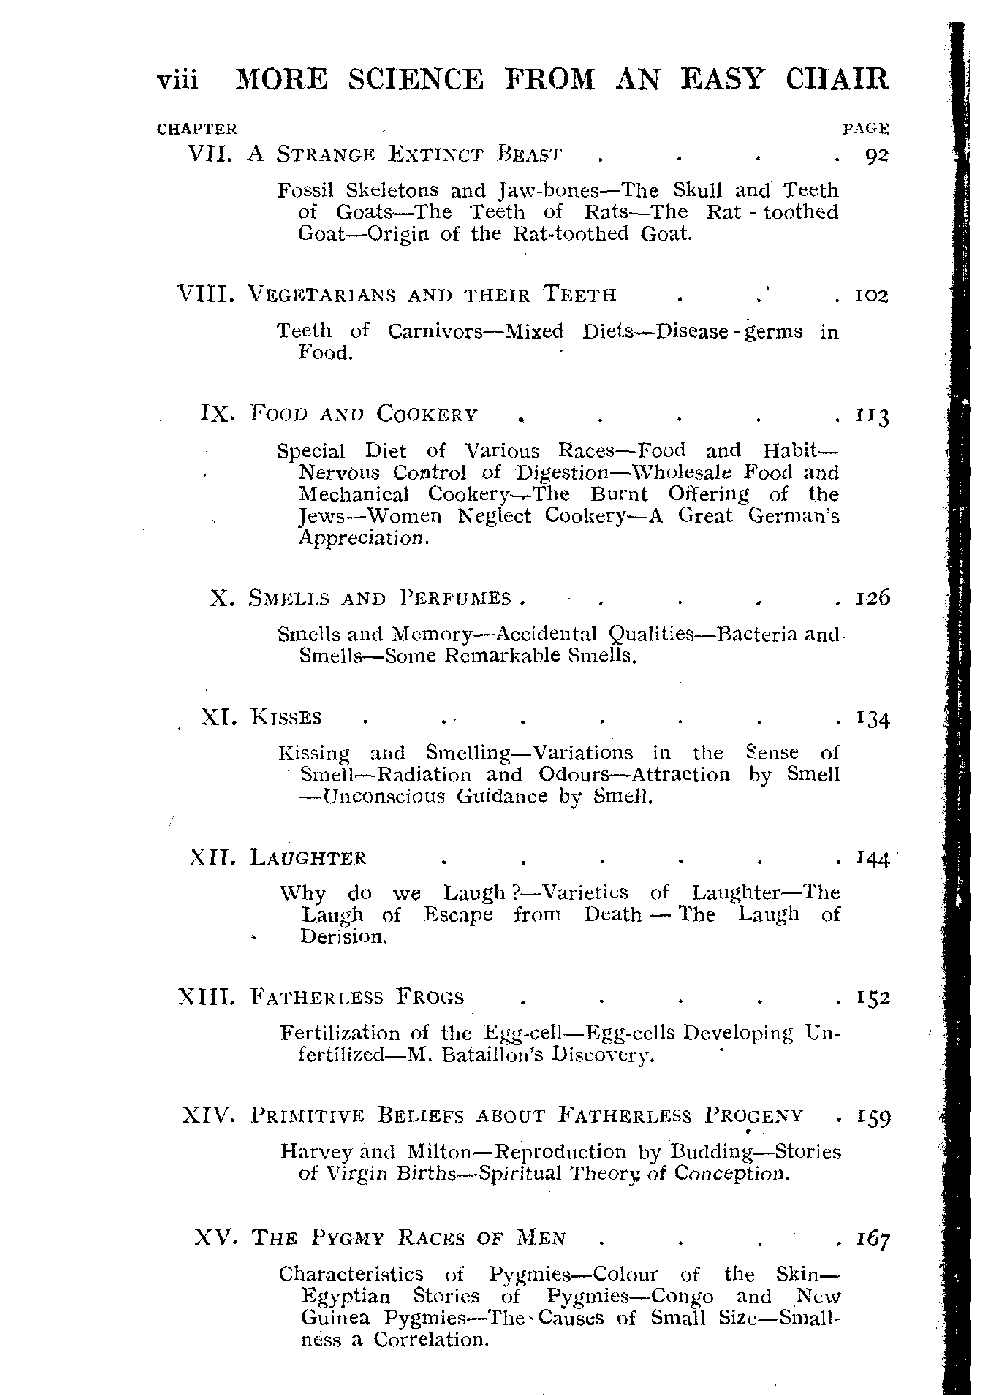 viii MORE SCIENCE FROM AN EASY CHAIR
CHAPTER PAGE
VII. A STRANGE EXTINCT BEAST . . . . 92
Fossil Skeletons and Jaw-bones—The Skull and Teeth
of Goats—The Teeth of Rats—The Rat-toothed
Goat—Origin of the Rat-toothed Goat.
VIII. VEGETARIANS AND THEIR TEETH . . . 102
Teeth of Carnivors—Mixed Diets—Disease-germs in
Food.
IX. FOOD AND COOKERY . . . . . 113
Special Diet of Various Races—Food and Habit—
Nervous Control of Digestion—Wholesale Food and
Mechanical Cookery—The Burnt Offering of the
Jews—Women Neglect Cookery—A Great German's
Appreciation.
X. SMELLS AND PERFUMES . . . . . 126
Smells and Memory—Accidental Qualities—Bacteria and
Smells—Some Remarkable Smells.
XI. KISSES . . . . . . . 134
Kissing and Smelling—Variations in the Sense of
Smell—Radiation and Odours—Attraction by Smell
—Unconscious Guidance by Smell.
XII. LAUGHTER . . . . . . 144
Why do we Laugh?—Varieties of Laughter—The
Laugh of Escape from Death—The Laugh of
Derision.
XIII. FATHERLESS FROGS . . . . . 152
Fertilization of the Egg-cell—Egg-cells Developing Un-
fertilized—M. Bataillon's Discovery.
XIV. PRIMITIVE BELIEFS ABOUT FATHERLESS PROGENY . 159
Harvey and Milton—Reproduction by Budding—Stories
of Virgin Births—Spiritual Theory of Conception.
XV. THE PYGMY RACES OF MEN . . . . 167
Characteristics of Pygmies—Colour of the Skin—
Egyptian Stories of Pygmies—Congo and New
Guinea Pygmies—The Causes of Small Size—Small-
ness a Correlation.